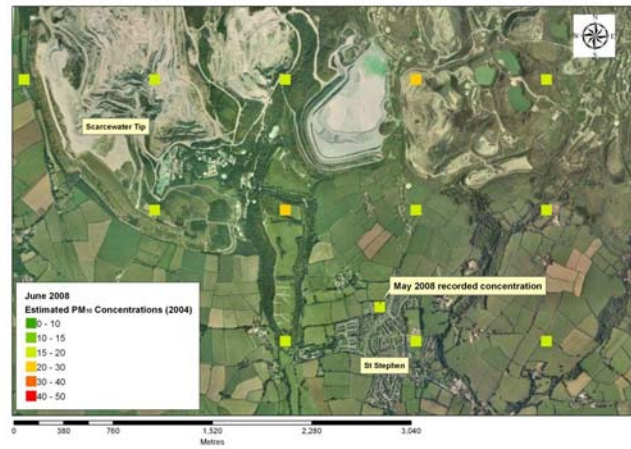 N
W E
S
Scarcewater Tip
May 2008 recorded concentration
St Stephen
June 2008
Estimated PM10 Concentrations (2004)
0 - 10
10 - 15
15 - 20
20 - 30
30 - 40
40 - 50
0 380 760 1,520 2,280 3,040
Metres